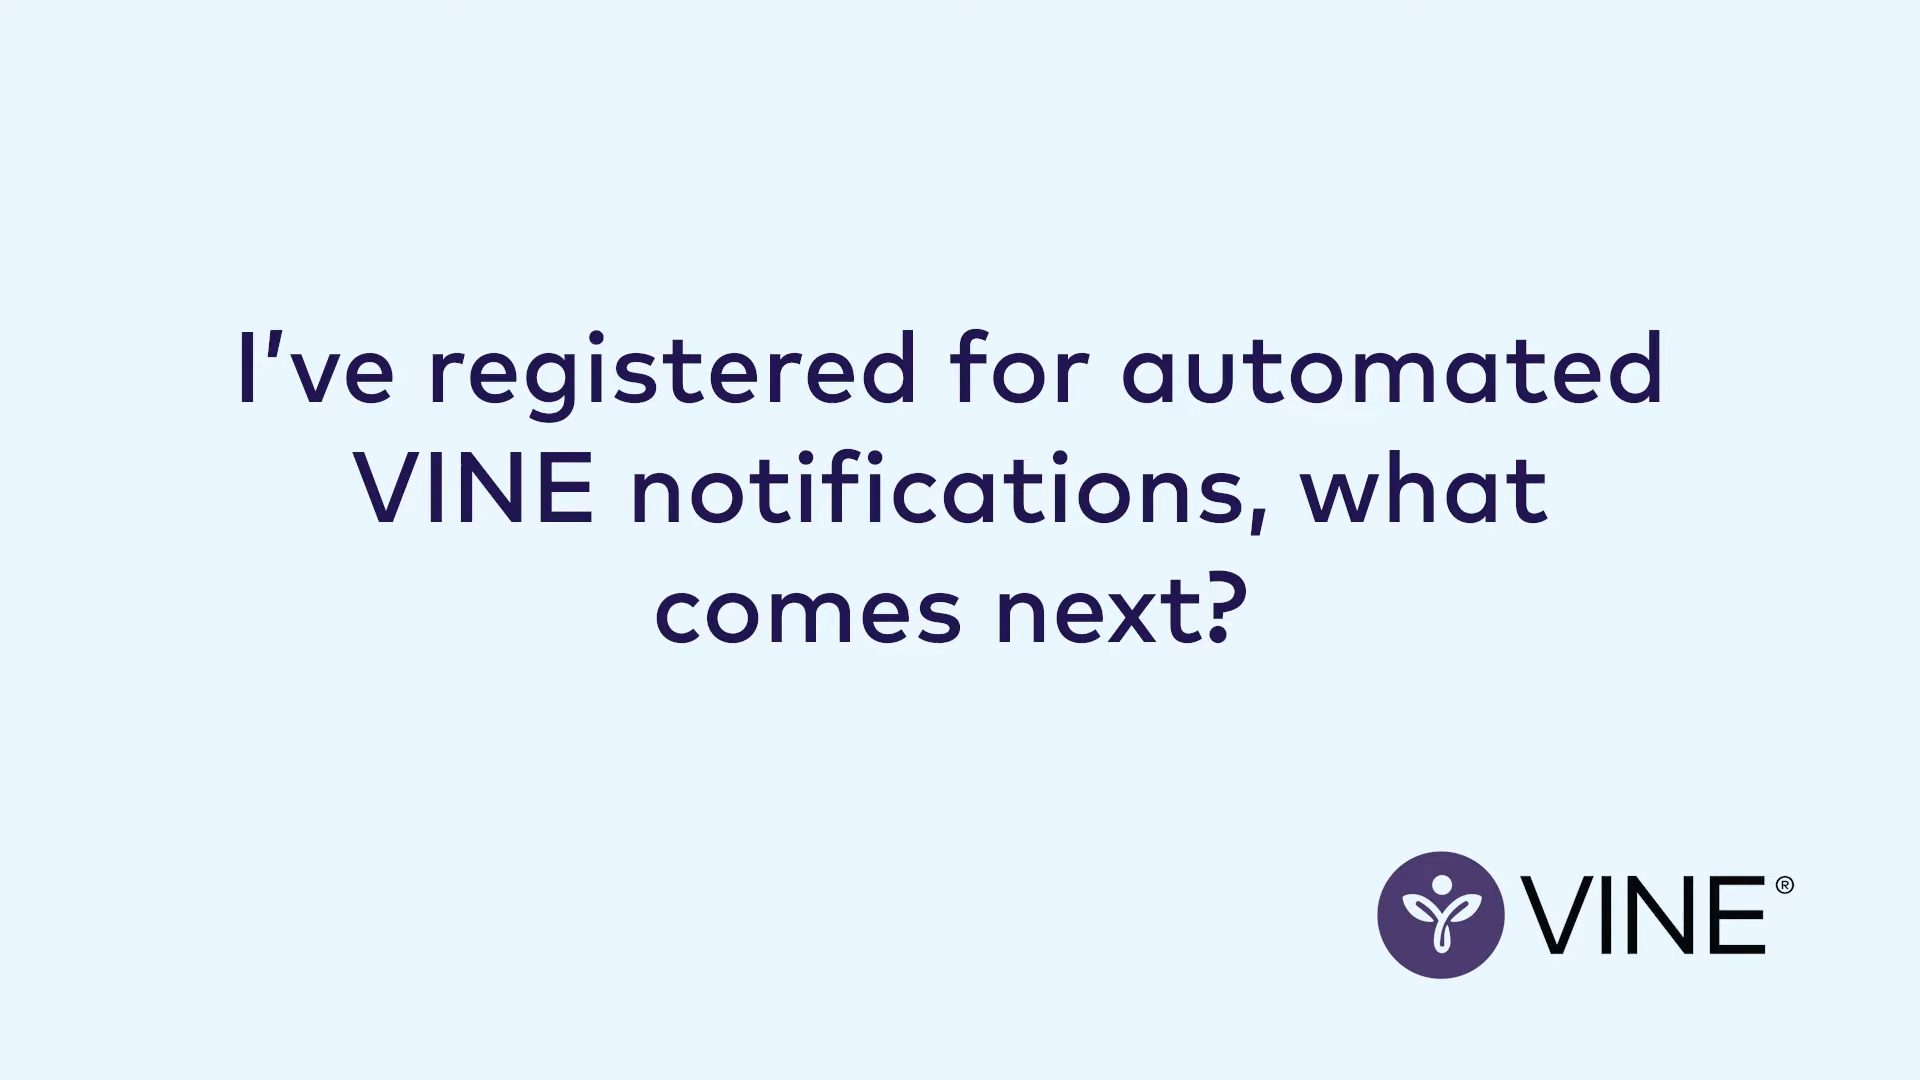 I’ve registered for automated
VINE notifications, what
comes next?
VINE®